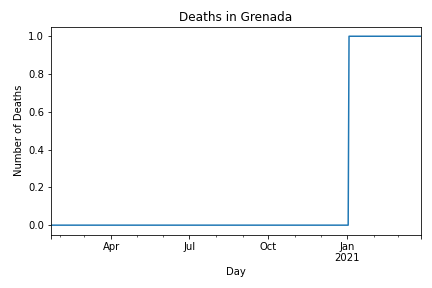 Deaths in Grenada
Number of Deaths
1.0
0.8
0.6
0.4
0.2
0.0
Apr
Jul
Oct
Jan
2021
Day